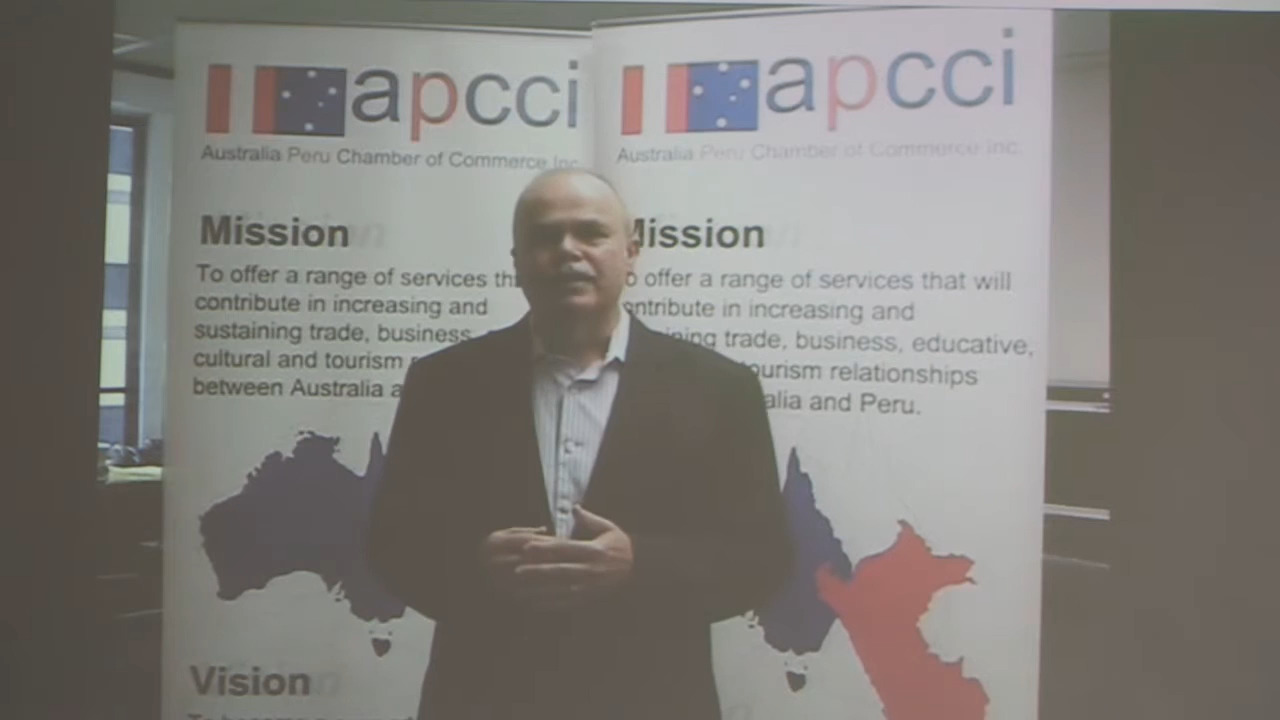 apcci
Australia Peru Chamber of Commerce Inc
Mission
To offer a range of services
contribute in increasing and
sustaining trade, business
cultural and tourism
between Australia
Vision
apcci
Australia Peru Chamber of Commerce Inc.
Mission
offer a range of services that will
contribute in increasing and
trade, business, educative,
tourism relationships
and Peru.